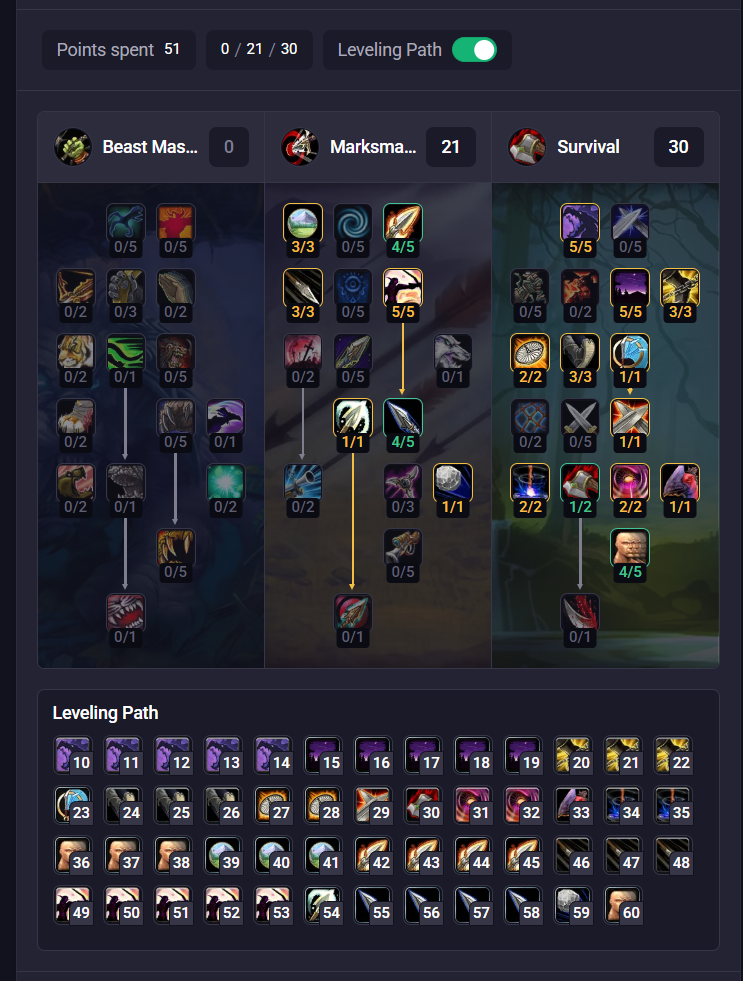 Points spent 51 0 / 21 / 30 Leveling Path
Beast Mas... 0 Marksma... 21 Survival 30
0/5 0/5 3/3 0/5 4/5 5/5 0/5
0/2 0/3 0/2 3/3 0/5 5/5 0/5 0/2 5/5 3/3
0/2 0/1 0/5 0/2 0/5 0/1 2/2 3/3 1/1
0/2 0/5 0/1 1/1 4/5 0/2 0/5 1/1
0/2 0/1 0/2 0/2 0/3 1/1 2/2 1/2 2/2 1/1
0/5 0/5 4/5
0/1 0/1 0/1
Leveling Path
10 11 12 13 14 15 16 17 18 19 20 21 22
23 24 25 26 27 28 29 30 31 32 33 34 35
36 37 38 39 40 41 42 43 44 45 46 47 48
49 50 51 52 53 54 55 56 57 58 59 60